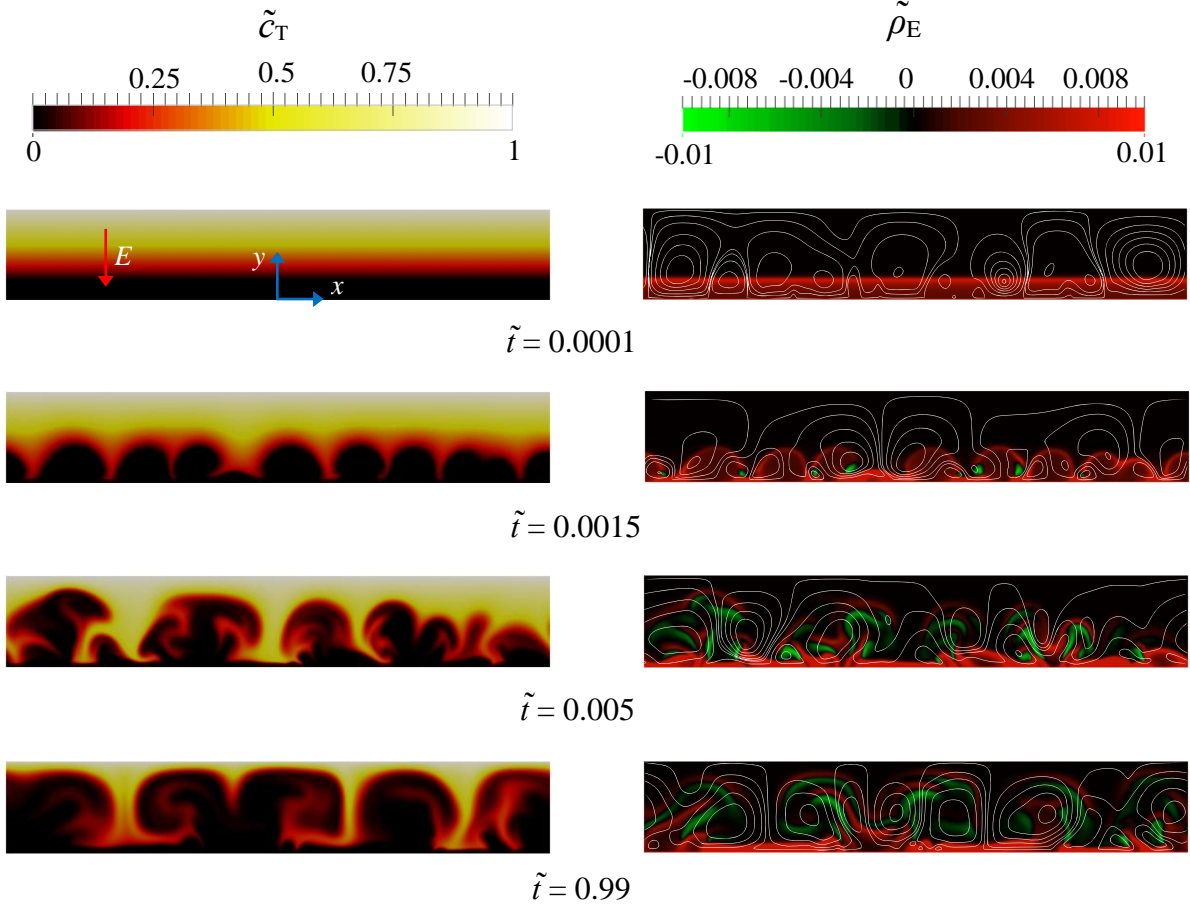 c̃T
ρ̃E
0.25 0.5 0.75
-0.008 -0.004 0 0.004 0.008
0 1
-0.01 0.01
E
y
x
t̃ = 0.0001
t̃ = 0.0015
t̃ = 0.005
t̃ = 0.99